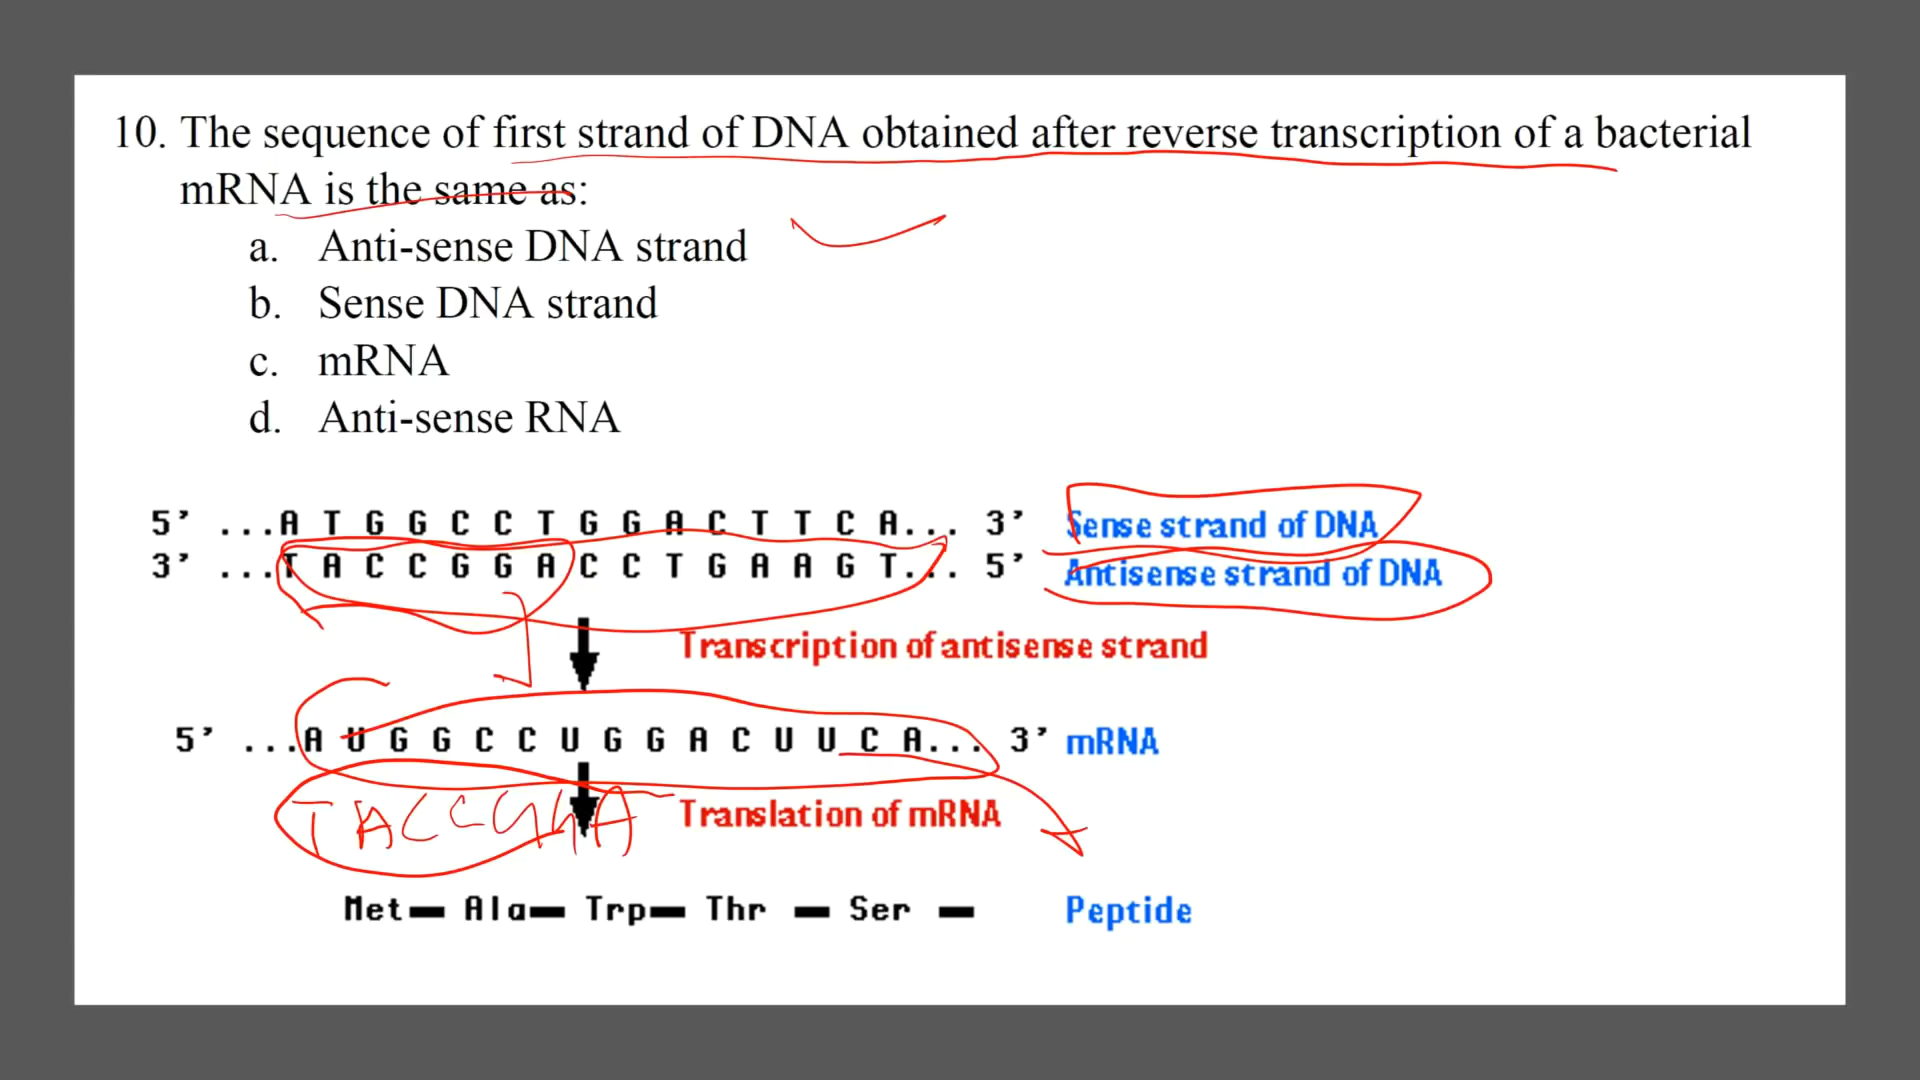 10. The sequence of first strand of DNA obtained after reverse transcription of a bacterial
mRNA is the same as:
a. Anti-sense DNA strand
b. Sense DNA strand
c. mRNA
d. Anti-sense RNA
5’ ...A T G G C C T G G A C T T C A... 3’ Sense strand of DNA
3’ ...T A C C G G A C C T G A A G T... 5’ Antisense strand of DNA
Transcription of antisense strand
5’ ...A U G G C C U G G A C U U C A... 3’ mRNA
TACCGGA Translation of mRNA
Met— Ala— Trp— Thr — Ser — Peptide